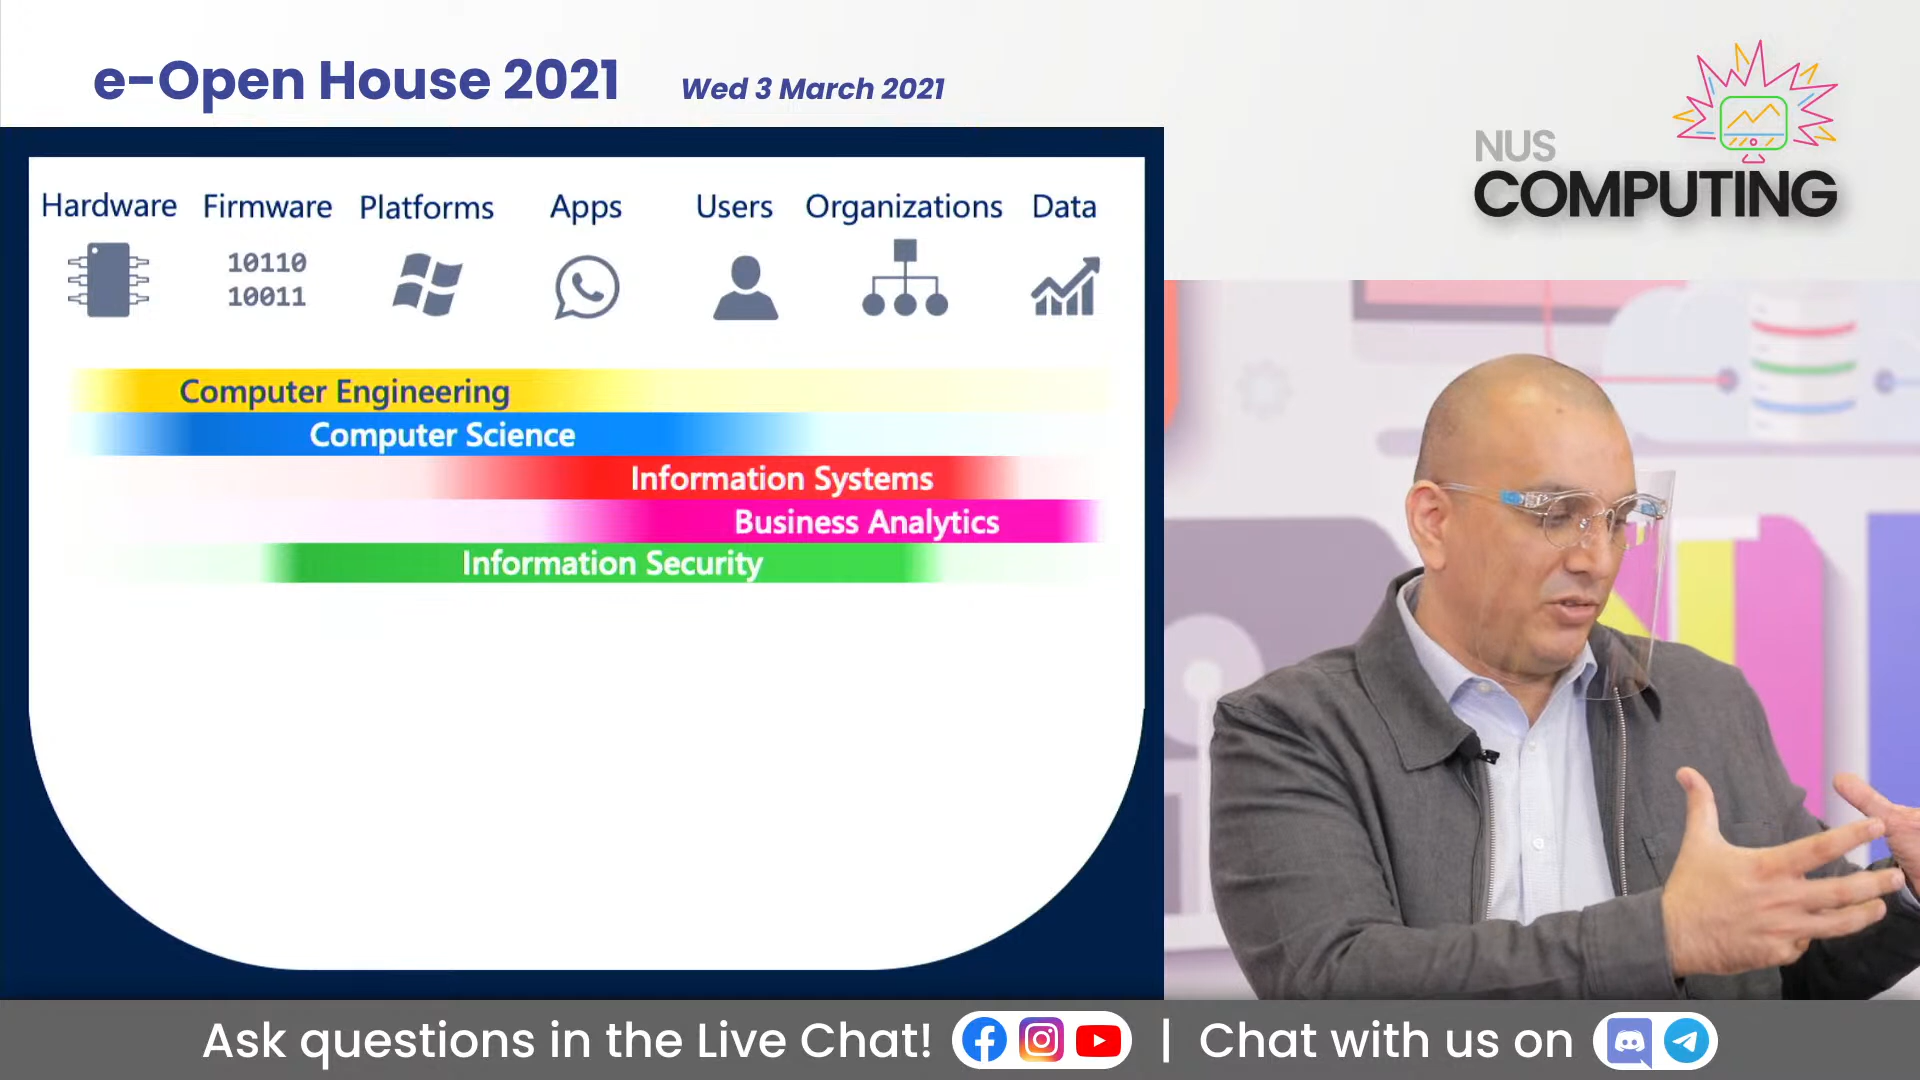 e-Open House 2021
Wed 3 March 2021
NUS
COMPUTING
Hardware Firmware Platforms Apps Users Organizations Data
10110
10011
Computer Engineering
Computer Science
Information Systems
Business Analytics
Information Security
Ask questions in the Live Chat! | Chat with us on